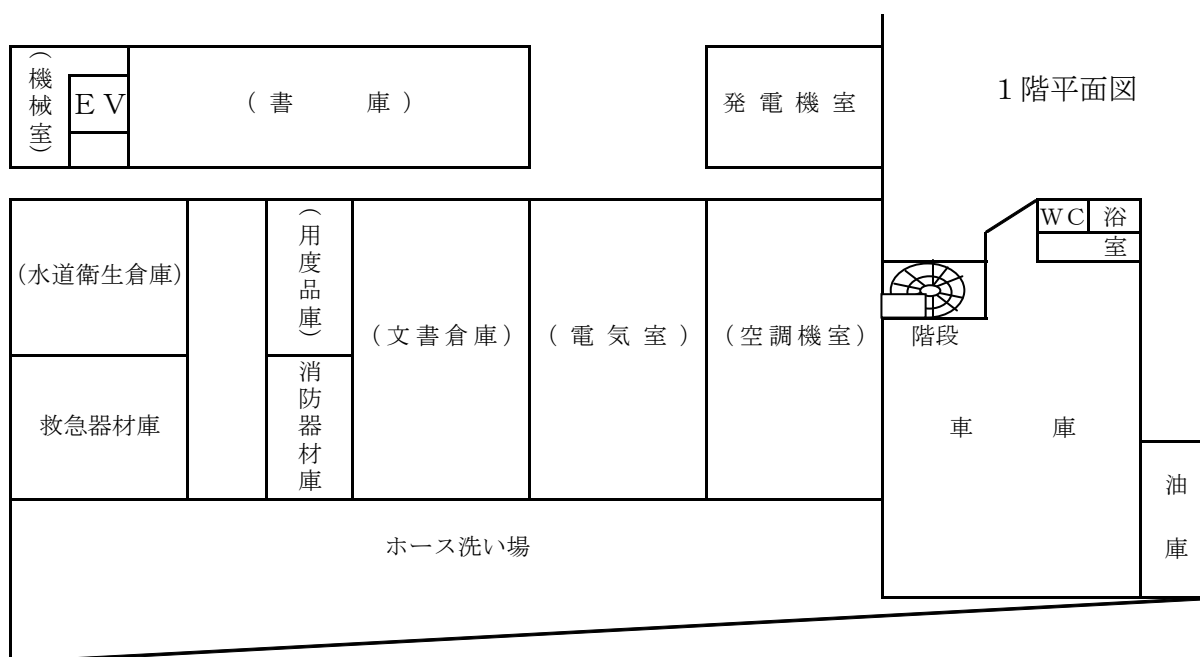 １階平面図
（機械室）
ＥＶ
（書　　庫）
発電機室
（水道衛生倉庫）
（用度品庫）
（文書倉庫）
（電気室）
（空調機室）
ＷＣ
浴
室
階段
救急器材庫
消防器材庫
車　　庫
油庫
ホース洗い場